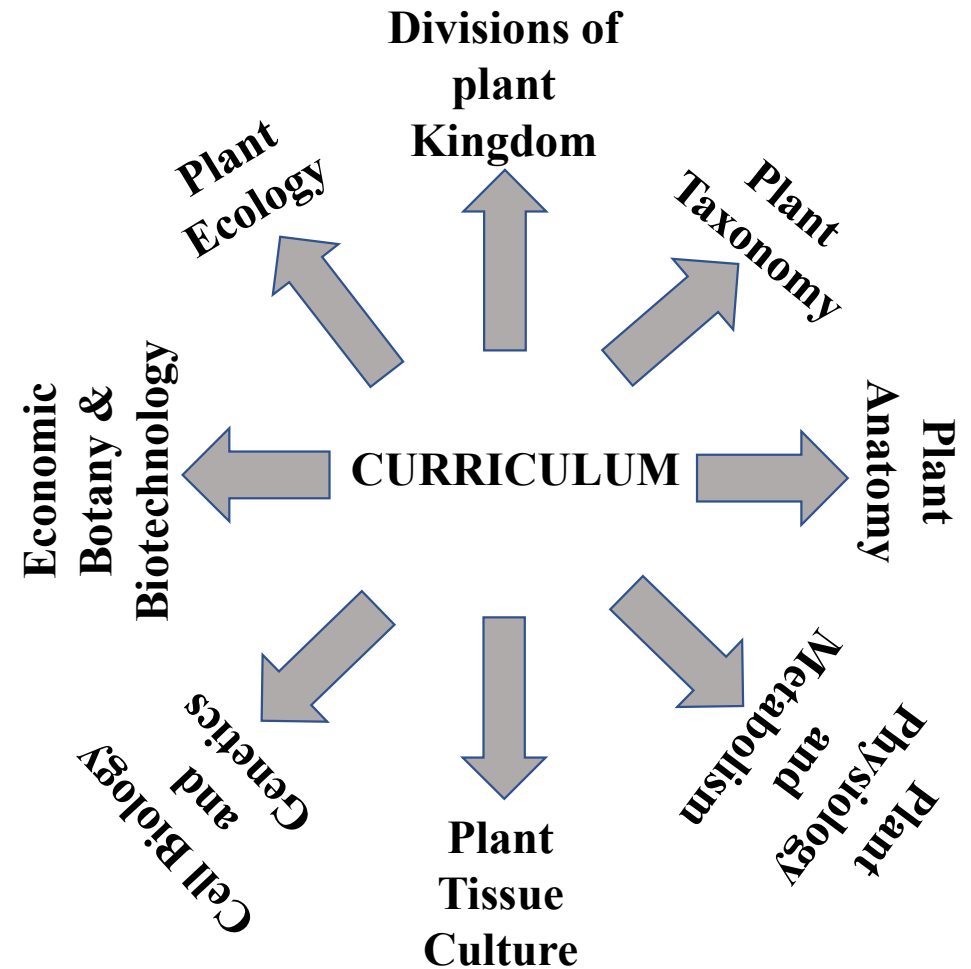 Divisions of
plant
Kingdom
Plant
Taxonomy
Plant
Anatomy
Plant
Physiology
and
Metabolism
Plant
Tissue
Culture
Genetics
and
Cell Biology
Economic
Botany &
Biotechnology
Plant
Ecology
CURRICULUM